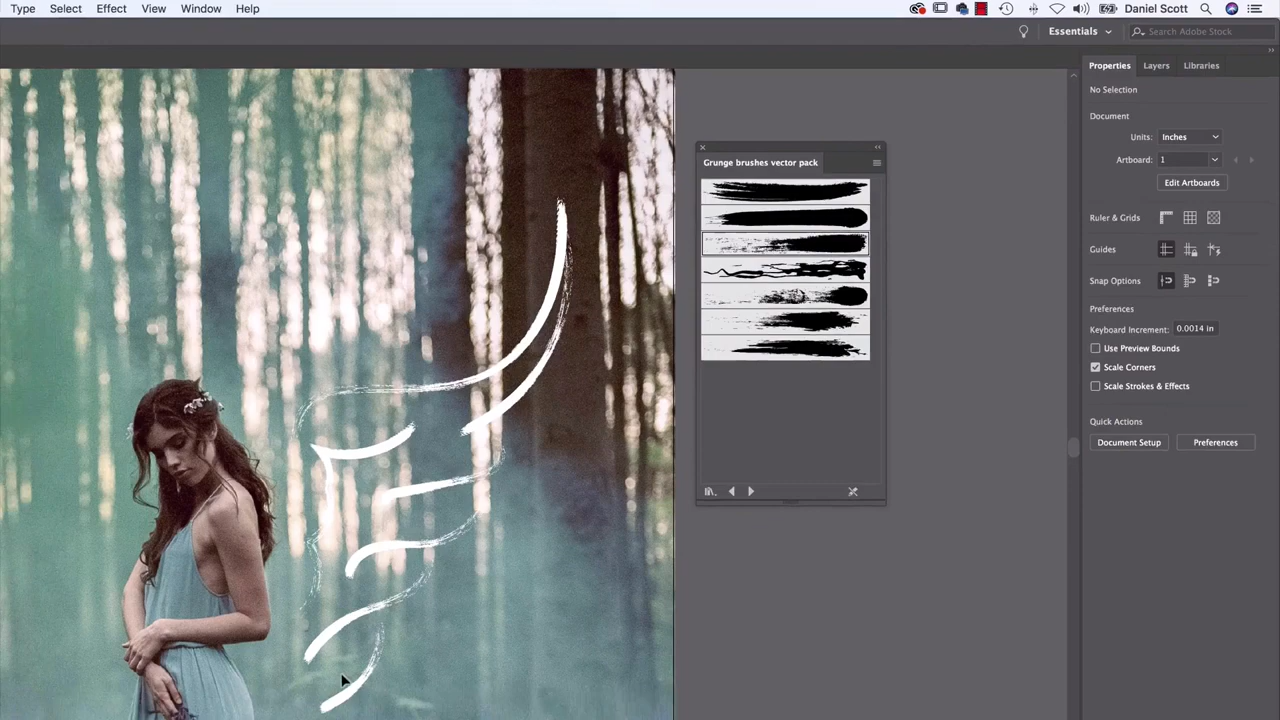 Type Select Effect View Window Help Daniel Scott
Essentials Search Adobe Stock
Properties Layers Libraries
No Selection
Document
Units: Inches
Artboard: 1
Edit Artboards
Ruler & Grids
Guides
Snap Options
Preferences
Keyboard Increment: 0.0014 in
Use Preview Bounds
Scale Corners
Scale Strokes & Effects
Quick Actions
Document Setup Preferences
Grunge brushes vector pack